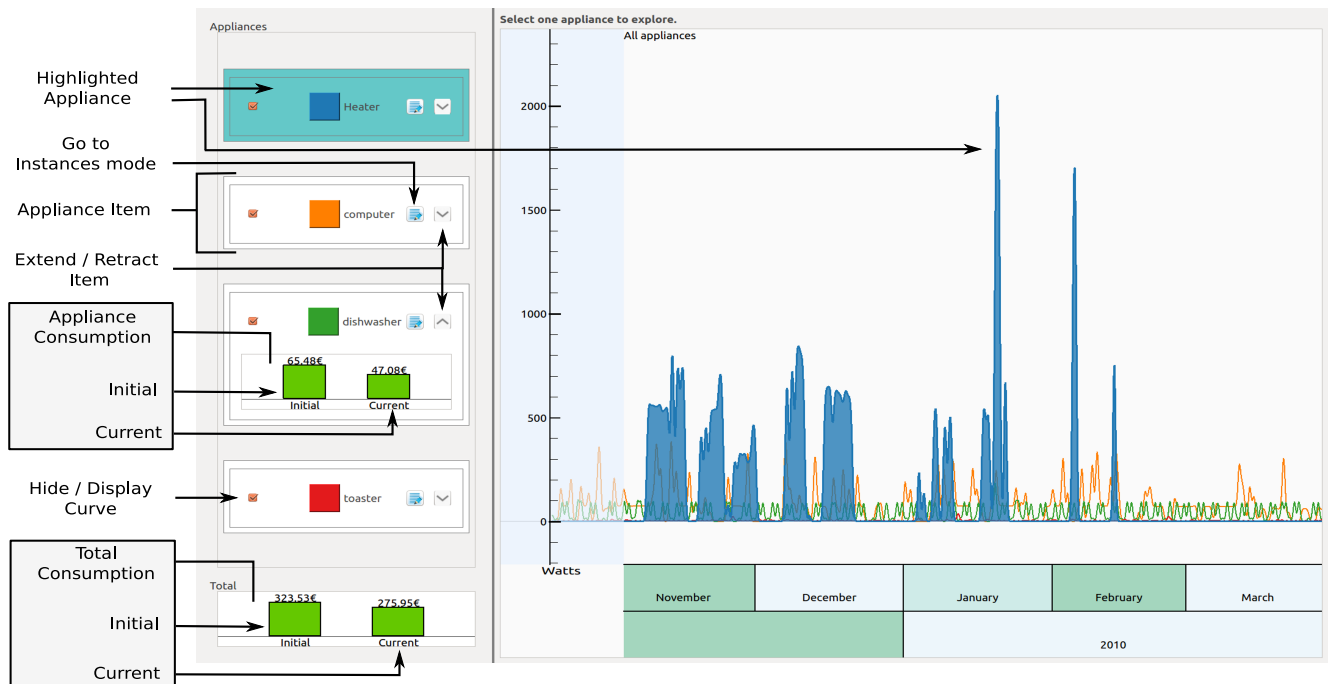 Highlighted
Appliance
Go to
Instances mode
Appliance Item
Extend / Retract
Item
Appliance
Consumption
Initial
Current
Hide / Display
Curve
Total
Consumption
Initial
Current
Appliances
Heater
computer
dishwasher
65.48€
47.08€
Initial
Current
toaster
Total
323.53€
275.95€
Initial
Current
Select one appliance to explore.
All appliances
2000
1500
1000
500
0
Watts
November
December
January
February
March
2010